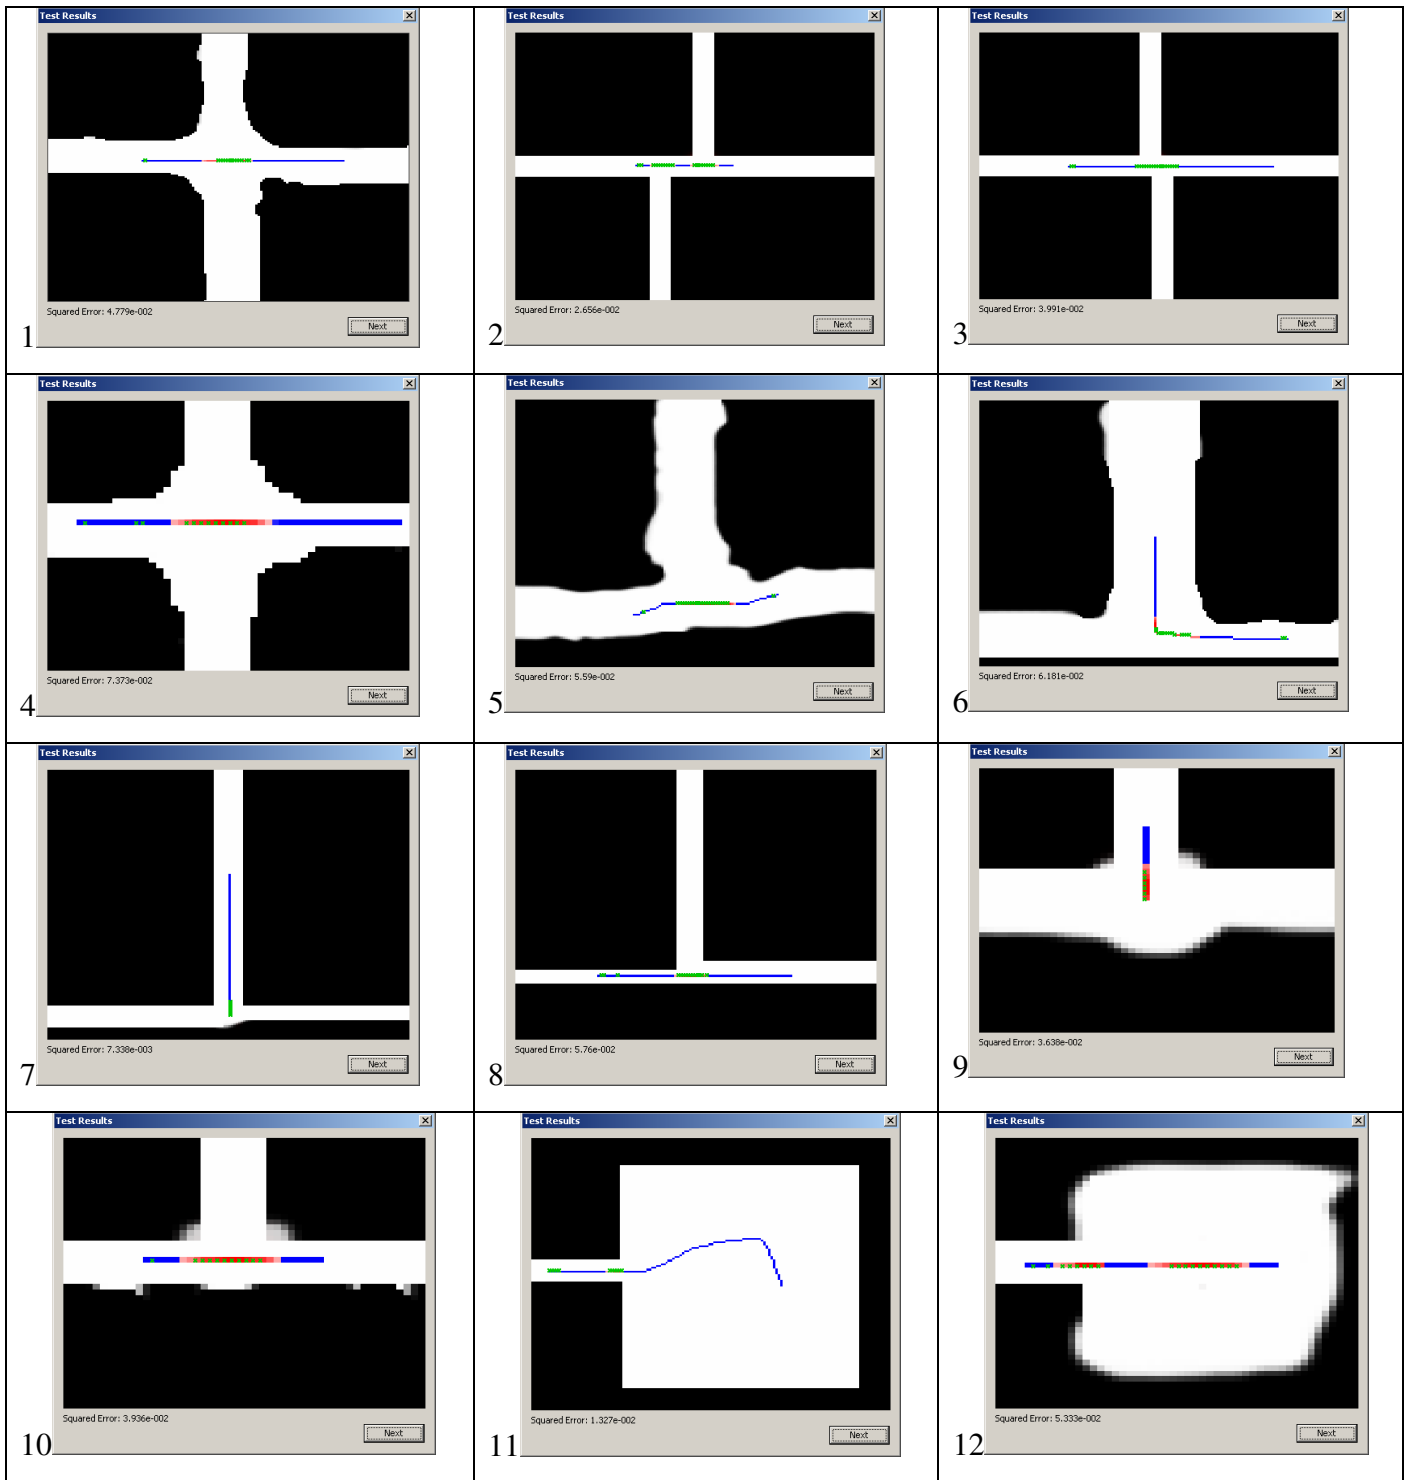 Test Results
Squared Error: 4.779e-002
Next
1
Test Results
Squared Error: 2.656e-002
Next
2
Test Results
Squared Error: 3.991e-002
Next
3
Test Results
Squared Error: 7.373e-002
Next
4
Test Results
Squared Error: 5.59e-002
Next
5
Test Results
Squared Error: 6.181e-002
Next
6
Test Results
Squared Error: 7.338e-003
Next
7
Test Results
Squared Error: 5.76e-002
Next
8
Test Results
Squared Error: 3.638e-002
Next
9
Test Results
Squared Error: 3.936e-002
Next
10
Test Results
Squared Error: 1.327e-002
Next
11
Test Results
Squared Error: 5.333e-002
Next
12